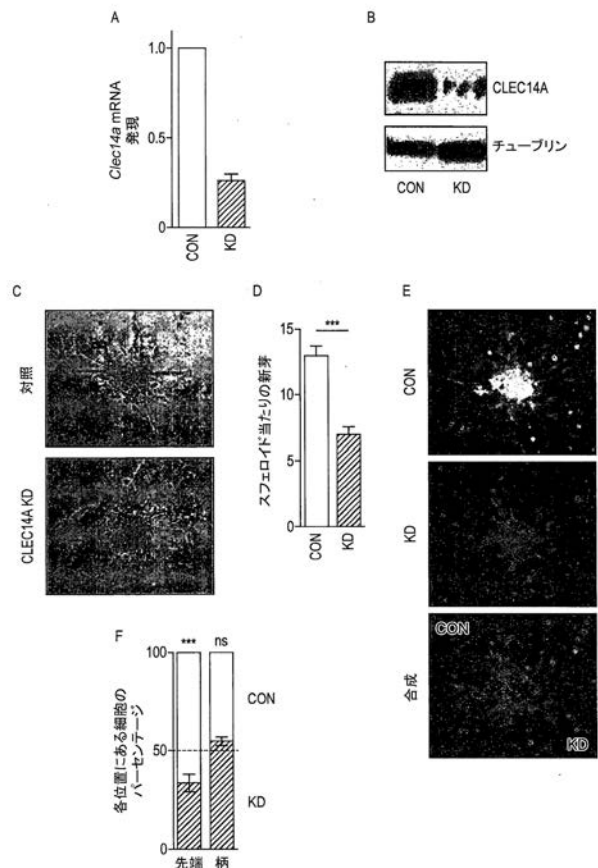 A
Clec14a mRNA
発現
1.0
0.5
0
CON
KD
B
CLEC14A
チューブリン
CON
KD
C
対照
CLEC14A KD
D
スフェロイド当たりの新芽
15
10
5
0
***
CON
KD
E
CON
KD
合成
CON
KD
F
各位置にある細胞の
パーセンテージ
100
50
0
***
ns
CON
KD
先端
柄